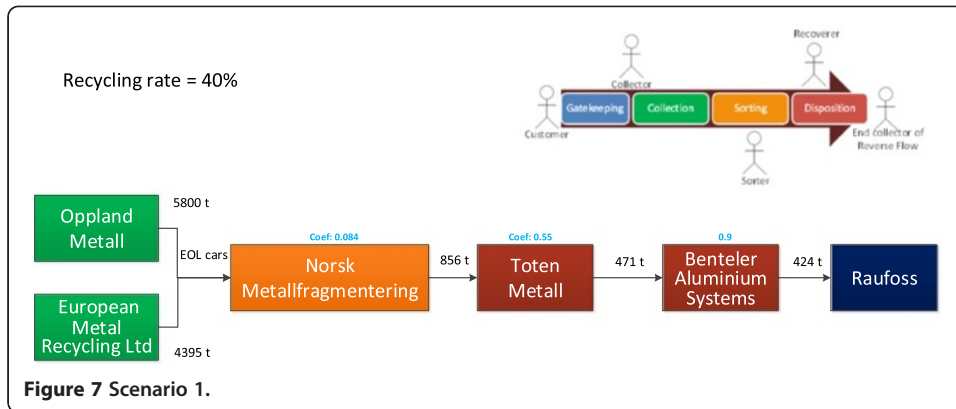 Recycling rate = 40%
Recoverer
Collector
Gatekeeping
Collection
Sorting
Disposition
Customer
End collector of
Reverse Flow
Sorter
5800 t
Oppland
Metall
EOL cars
European
Metal
Recycling Ltd
4395 t
Coef: 0.084
Norsk
Metallfragmentering
856 t
Coef: 0.55
Toten
Metall
471 t
0.9
Benteler
Aluminium
Systems
424 t
Raufoss
Figure 7 Scenario 1.